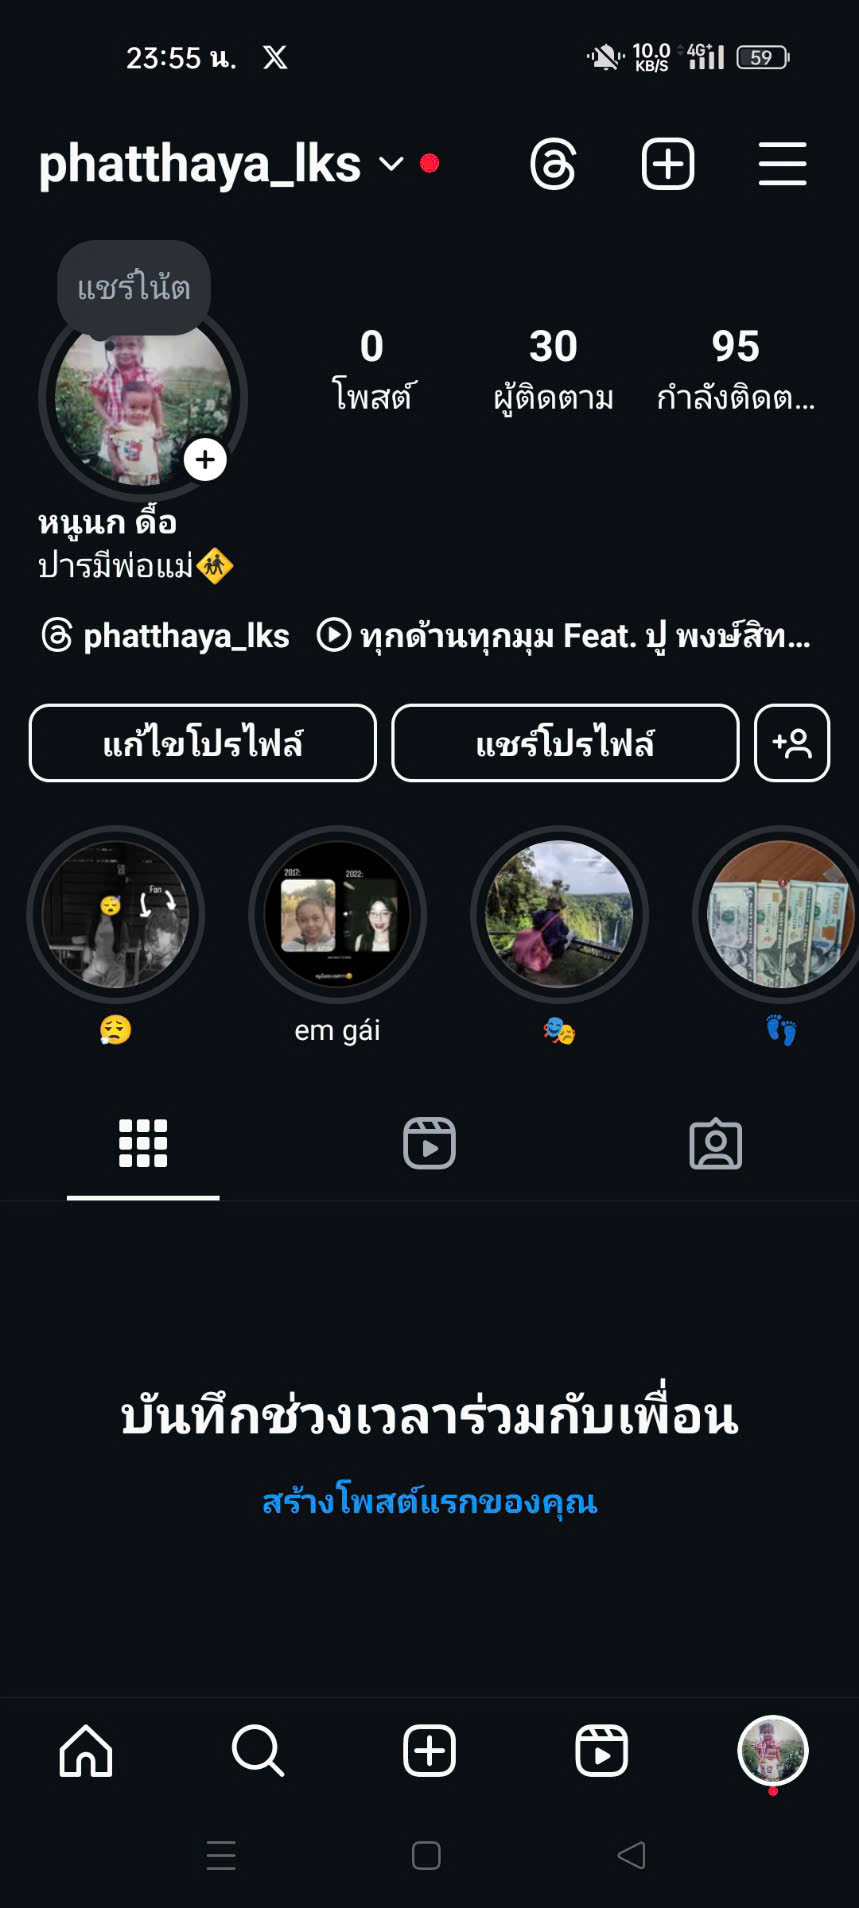 23:55 น.
10.0 KB/S 4G+ 59
phatthaya_lks
แชร์โน้ต
0 30 95
โพสต์ ผู้ติดตาม กำลังติดต...
หนูนก ดื้อ
ปารมีพ่อแม่🚸
phatthaya_lks ทุกด้านทุกมุม Feat. ปู พงษ์สิท...
แก้ไขโปรไฟล์ แชร์โปรไฟล์
Fan
2017: 2022:
😮‍💨 em gái 🎭 👣
บันทึกช่วงเวลาร่วมกับเพื่อน
สร้างโพสต์แรกของคุณ